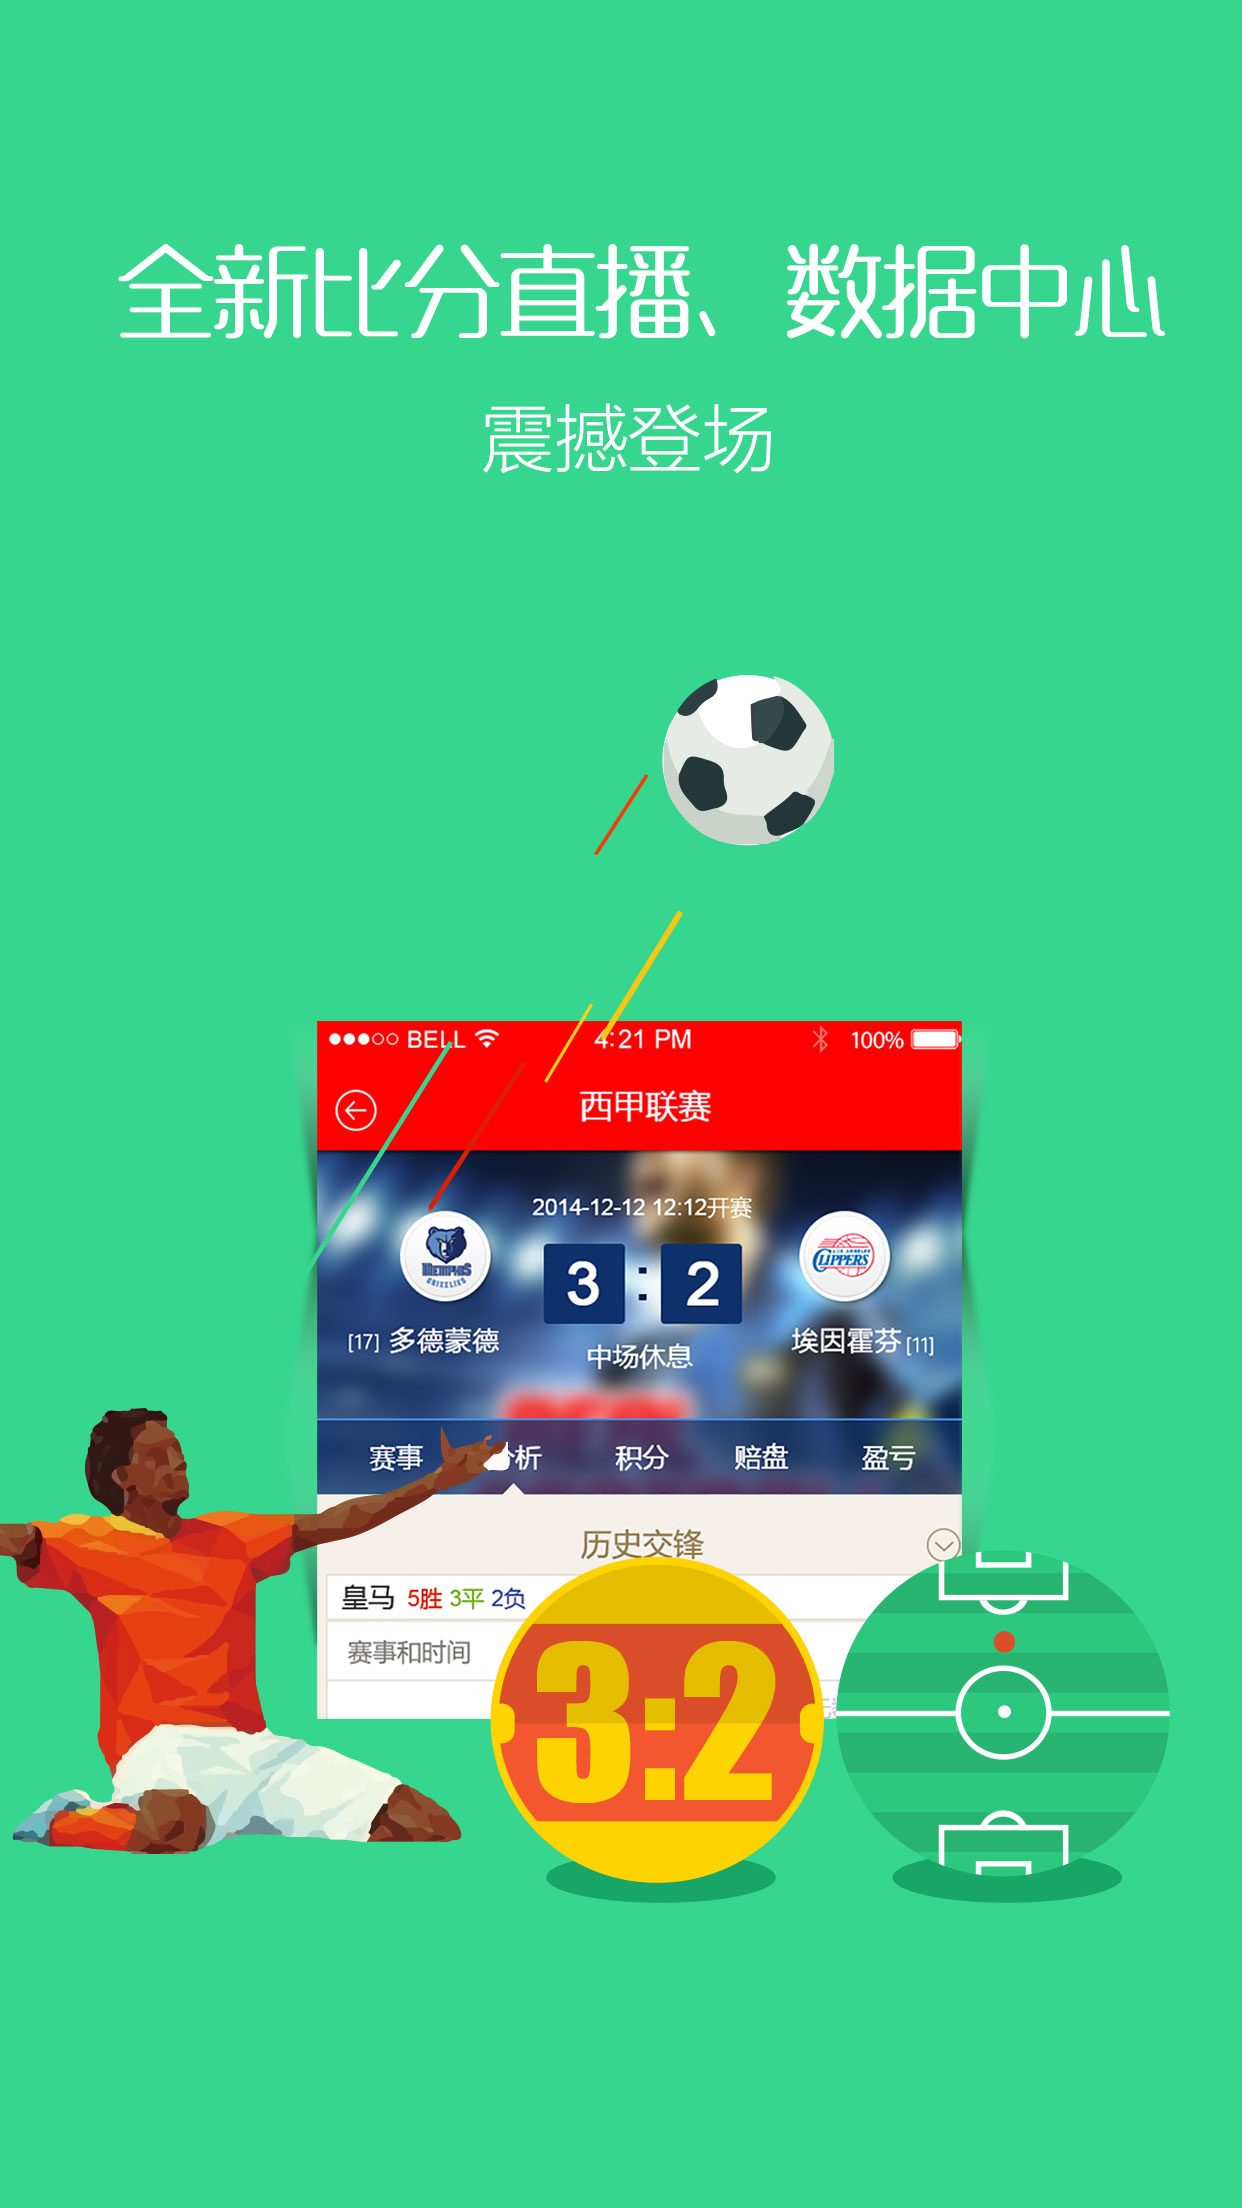 全新比分直播、数据中心
震撼登场
BELL 4:21 PM 100%
西甲联赛
2014-12-12 12:12开赛
MEMPHIS
GRIZZLIES
LOS ANGELES
CLIPPERS
3 : 2
[17] 多德蒙德
埃因霍芬 [11]
中场休息
赛事 分析 积分 赔盘 盈亏
历史交锋
皇马 5胜 3平 2负
赛事和时间
3:2